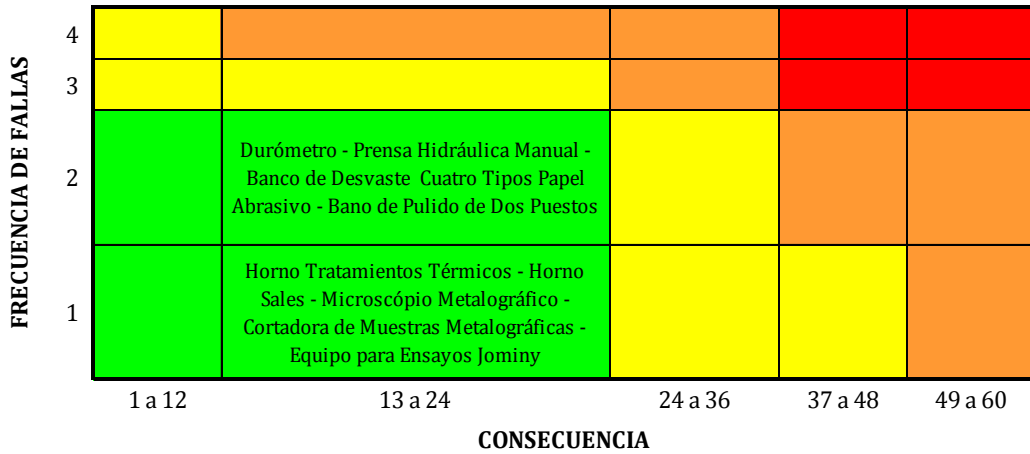 FRECUENCIA DE FALLAS
4
3
2
Durómetro - Prensa Hidráulica Manual -
Banco de Desvaste Cuatro Tipos Papel
Abrasivo - Bano de Pulido de Dos Puestos
1
Horno Tratamientos Térmicos - Horno
Sales - Microscópio Metalográfico -
Cortadora de Muestras Metalográficas -
Equipo para Ensayos Jominy
1 a 12
13 a 24
24 a 36
37 a 48
49 a 60
CONSECUENCIA